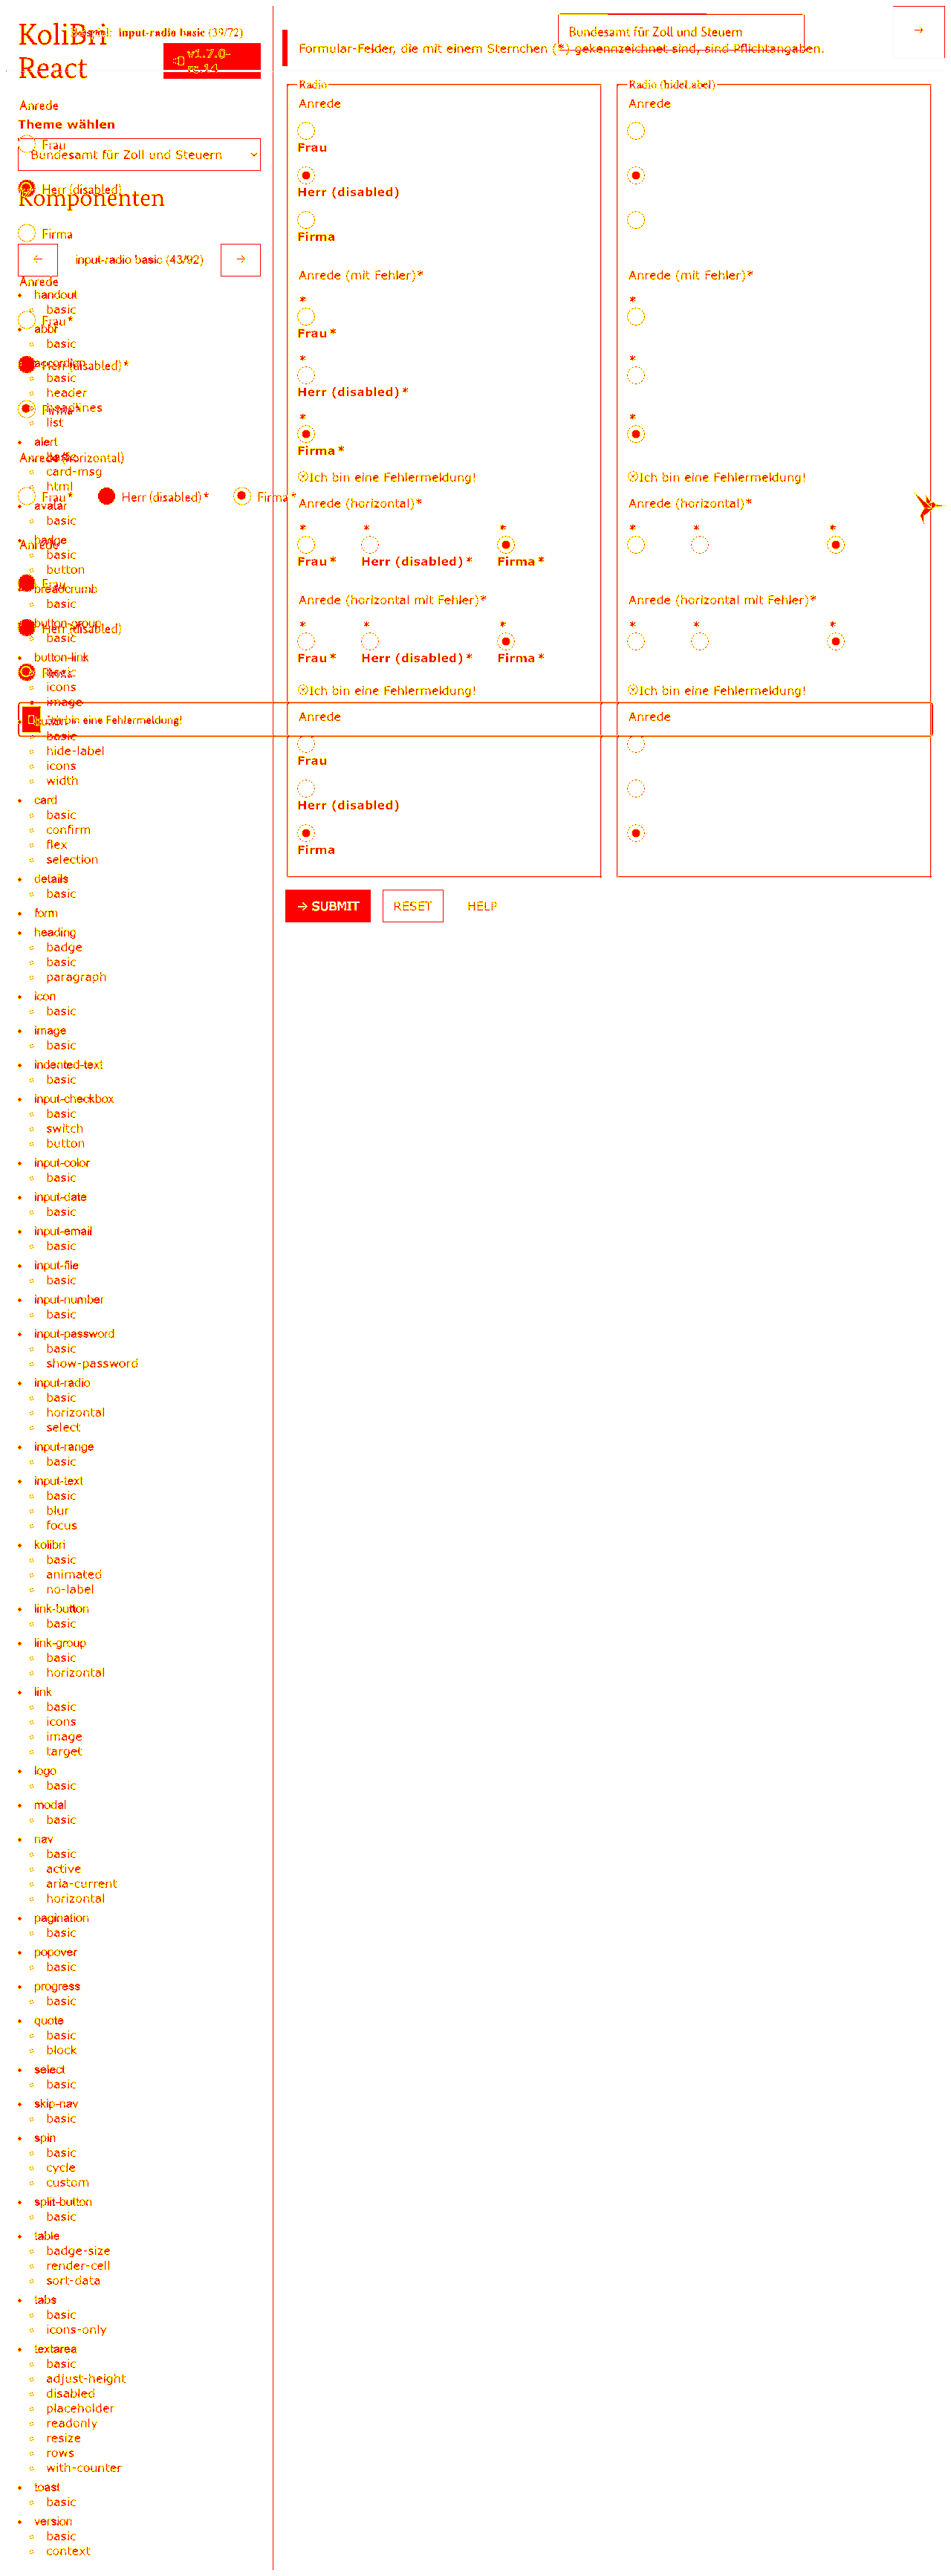 KoliBri
React
input-radio basic (39/72)
Bundesamt für Zoll und Steuern
→
v1.7.0-
Formular-Felder, die mit einem Sternchen (*) gekennzeichnet sind, sind Pflichtangaben.
Anrede
Theme wählen
Frau
Bundesamt für Zoll und Steuern
Herr (disabled)
Komponenten
Firma
← input-radio basic (43/92) →
Anrede
handout
basic
Frau*
abbr
basic
accordion
Herr (disabled)*
basic
header
headlines
Firma
list
alert
basic
Anrede (horizontal)
card-msg
html
Frau* Herr (disabled)* Firma*
avatar
basic
badge
Anrede
basic
button
Frau
breadcrumb
basic
button-group
Herr (disabled)
basic
button-link
basic
Firma
icons
image
button
Ich bin eine Fehlermeldung!
basic
hide-label
icons
width
card
basic
confirm
flex
selection
details
basic
form
heading
badge
basic
paragraph
icon
basic
image
basic
indented-text
basic
input-checkbox
basic
switch
button
input-color
basic
input-date
basic
input-email
basic
input-file
basic
input-number
basic
input-password
basic
show-password
input-radio
basic
horizontal
select
input-range
basic
input-text
basic
blur
focus
kolibri
basic
animated
no-label
link-button
basic
link-group
basic
horizontal
link
basic
icons
image
target
logo
basic
modal
basic
nav
basic
active
aria-current
horizontal
pagination
basic
popover
basic
progress
basic
quote
basic
block
select
basic
skip-nav
basic
spin
basic
cycle
custom
split-button
basic
table
badge-size
render-cell
sort-data
tabs
basic
icons-only
textarea
basic
adjust-height
disabled
placeholder
readonly
resize
rows
with-counter
toast
basic
version
basic
context
Radio
Anrede
Frau
Herr (disabled)
Firma
Anrede (mit Fehler)*
*
Frau*
*
Herr (disabled)*
*
Firma*
Ich bin eine Fehlermeldung!
Anrede (horizontal)*
* * *
Frau* Herr (disabled)* Firma*
Anrede (horizontal mit Fehler)*
* * *
Frau* Herr (disabled)* Firma*
Ich bin eine Fehlermeldung!
Anrede
Frau
Herr (disabled)
Firma
Radio (hideLabel)
Anrede
Anrede (mit Fehler)*
*
*
*
Ich bin eine Fehlermeldung!
Anrede (horizontal)*
* * *
Anrede (horizontal mit Fehler)*
* * *
Ich bin eine Fehlermeldung!
Anrede
→ SUBMIT RESET HELP